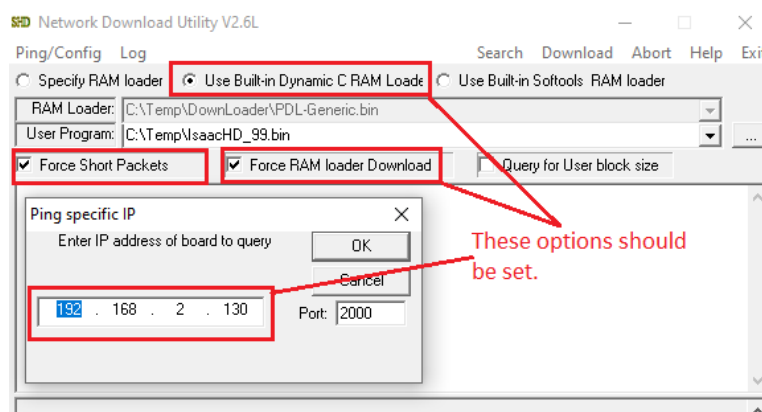 SHD Network Download Utility V2.6L
Ping/Config Log Search Download Abort Help Exi
Specify RAM loader Use Built-in Dynamic C RAM Loade Use Built-in Softools RAM loader
RAM Loader: C:\Temp\DownLoader\PDL-Generic.bin
User Program: C:\Temp\IsaacHD_99.bin ...
Force Short Packets Force RAM loader Download Query for User block size
Ping specific IP
Enter IP address of board to query OK
Cancel
192 . 168 . 2 . 130 Port: 2000
These options should
be set.